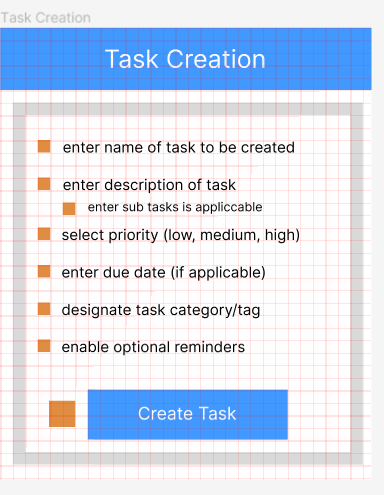 Task Creation
Task Creation
enter name of task to be created
enter description of task
enter sub tasks is appliccable
select priority (low, medium, high)
enter due date (if applicable)
designate task category/tag
enable optional reminders
Create Task